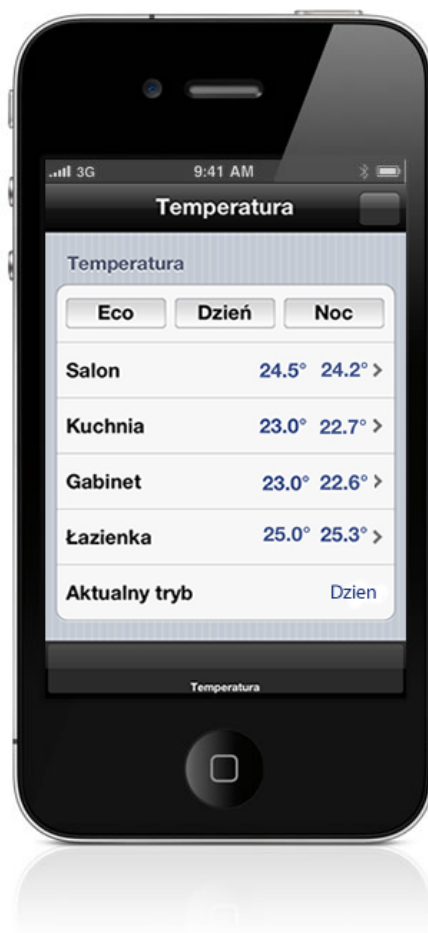 3G 9:41 AM
Temperatura
Temperatura
Eco Dzień Noc
Salon 24.5° 24.2° >
Kuchnia 23.0° 22.7° >
Gabinet 23.0° 22.6° >
Łazienka 25.0° 25.3° >
Aktualny tryb Dzien
Temperatura